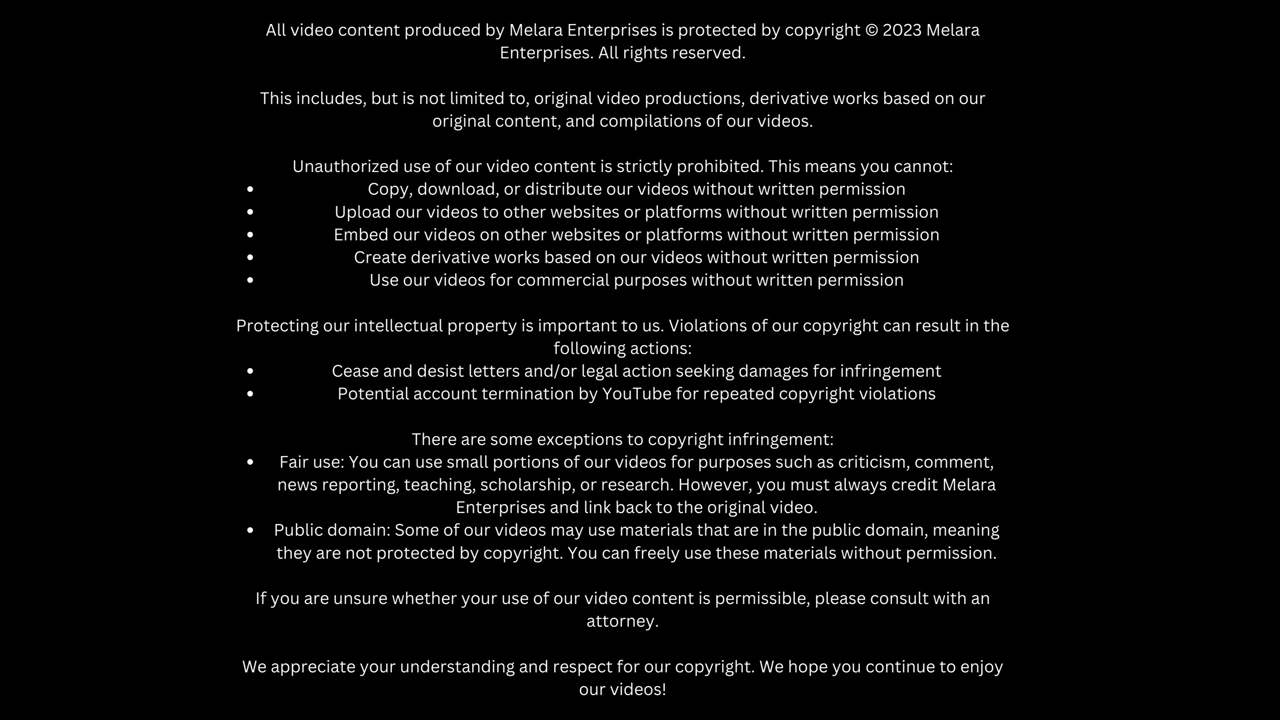 All video content produced by Melara Enterprises is protected by copyright © 2023 Melara
Enterprises. All rights reserved.
This includes, but is not limited to, original video productions, derivative works based on our
original content, and compilations of our videos.
Unauthorized use of our video content is strictly prohibited. This means you cannot:
• Copy, download, or distribute our videos without written permission
• Upload our videos to other websites or platforms without written permission
• Embed our videos on other websites or platforms without written permission
• Create derivative works based on our videos without written permission
• Use our videos for commercial purposes without written permission
Protecting our intellectual property is important to us. Violations of our copyright can result in the
following actions:
• Cease and desist letters and/or legal action seeking damages for infringement
• Potential account termination by YouTube for repeated copyright violations
There are some exceptions to copyright infringement:
• Fair use: You can use small portions of our videos for purposes such as criticism, comment,
news reporting, teaching, scholarship, or research. However, you must always credit Melara
Enterprises and link back to the original video.
• Public domain: Some of our videos may use materials that are in the public domain, meaning
they are not protected by copyright. You can freely use these materials without permission.
If you are unsure whether your use of our video content is permissible, please consult with an
attorney.
We appreciate your understanding and respect for our copyright. We hope you continue to enjoy
our videos!